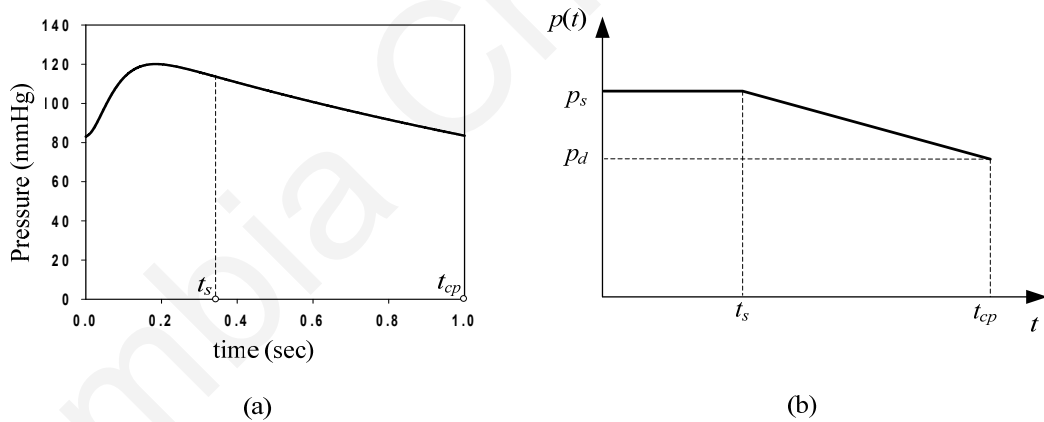 140
120
100
80
60
40
20
0
Pressure (mmHg)
t_s
t_cp
0.0 0.2 0.4 0.6 0.8 1.0
time (sec)
(a)
p(t)
p_s
p_d
t_s
t_cp
t
(b)